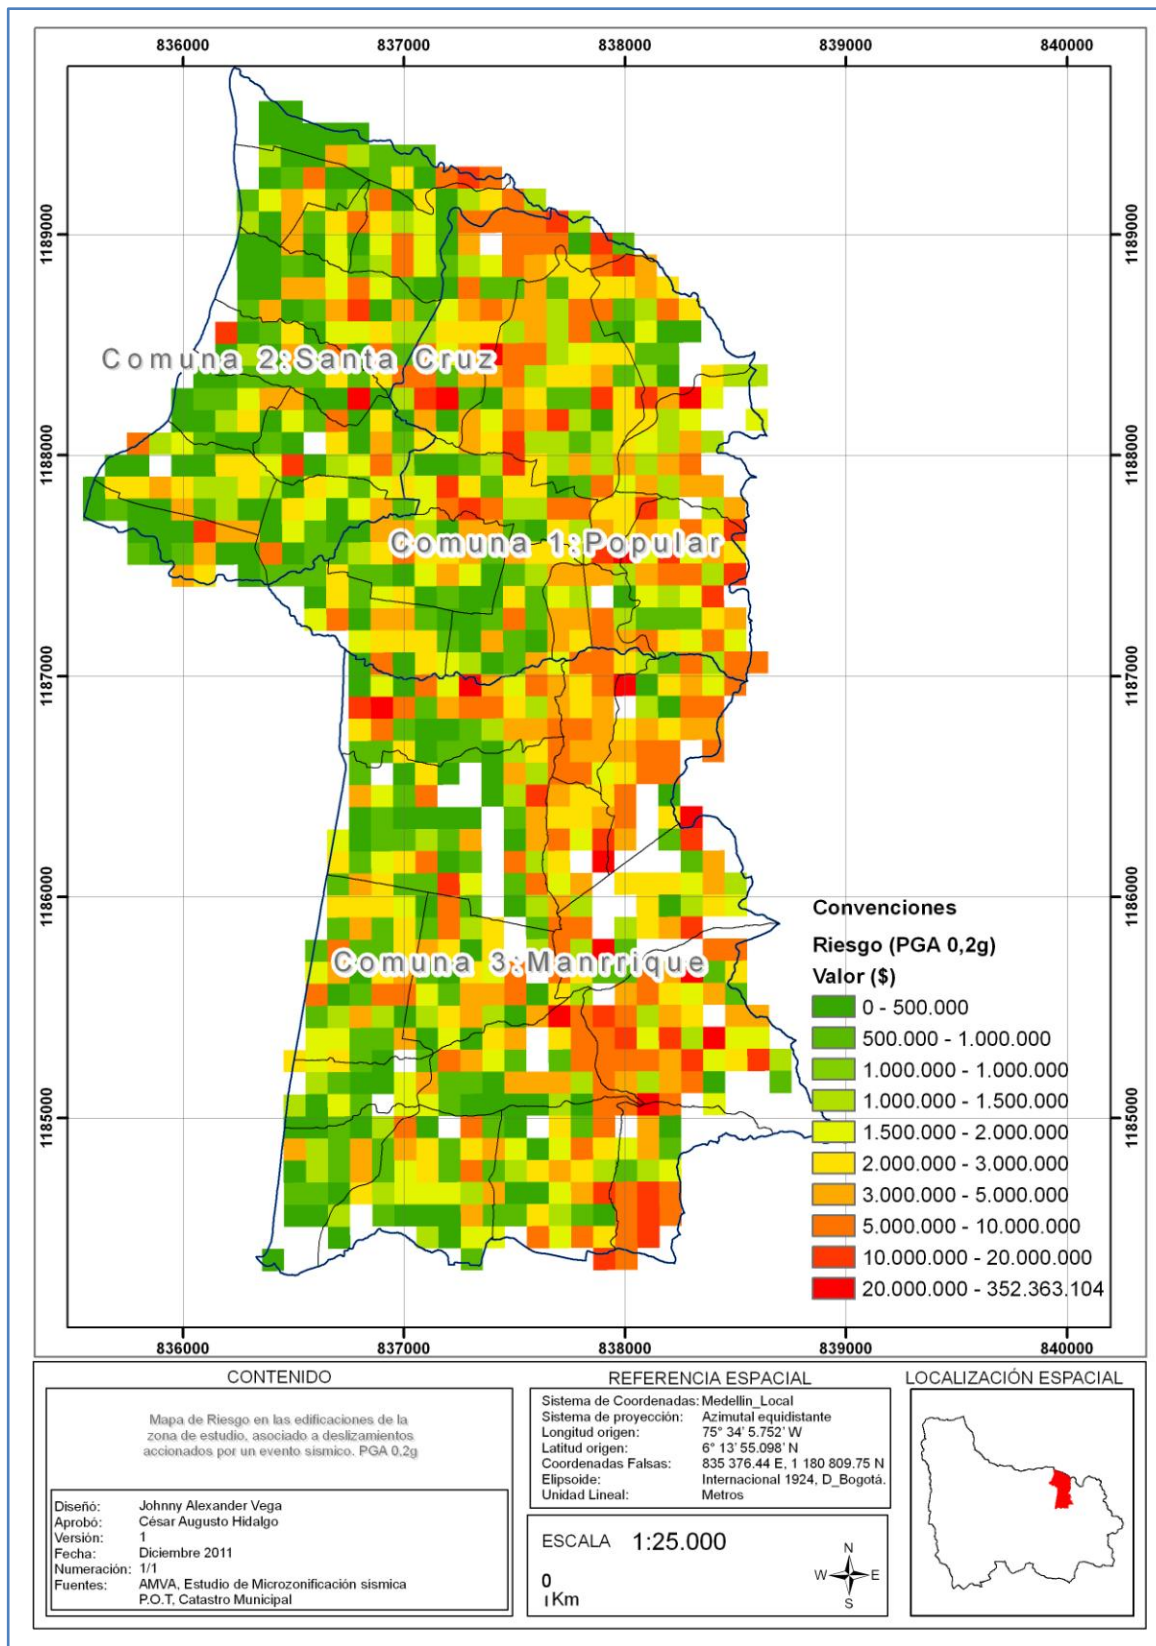 836000 837000 838000 839000 840000
1189000 1189000
Comuna 2:Santa Cruz
1188000 1188000
Comuna 1:Popular
1187000 1187000
1186000 1186000
Comuna 3:Manrrique
1185000 1185000
Convenciones
Riesgo (PGA 0,2g)
Valor ($)
0 - 500.000
500.000 - 1.000.000
1.000.000 - 1.000.000
1.000.000 - 1.500.000
1.500.000 - 2.000.000
2.000.000 - 3.000.000
3.000.000 - 5.000.000
5.000.000 - 10.000.000
10.000.000 - 20.000.000
20.000.000 - 352.363.104
836000 837000 838000 839000 840000
CONTENIDO
Mapa de Riesgo en las edificaciones de la
zona de estudio, asociado a deslizamientos
accionados por un evento sísmico. PGA 0,2g
Diseñó: Johnny Alexander Vega
Aprobó: César Augusto Hidalgo
Versión: 1
Fecha: Diciembre 2011
Numeración: 1/1
Fuentes: AMVA, Estudio de Microzonificación sísmica
P.O.T, Catastro Municipal
REFERENCIA ESPACIAL
Sistema de Coordenadas: Medellin_Local
Sistema de proyección: Azimutal equidistante
Longitud origen: 75° 34' 5.752' W
Latitud origen: 6° 13' 55.098' N
Coordenadas Falsas: 835 376.44 E, 1 180 809.75 N
Elipsoide: Internacional 1924, D_Bogotá.
Unidad Lineal: Metros
ESCALA 1:25.000
0
Km
N
W E
S
LOCALIZACIÓN ESPACIAL